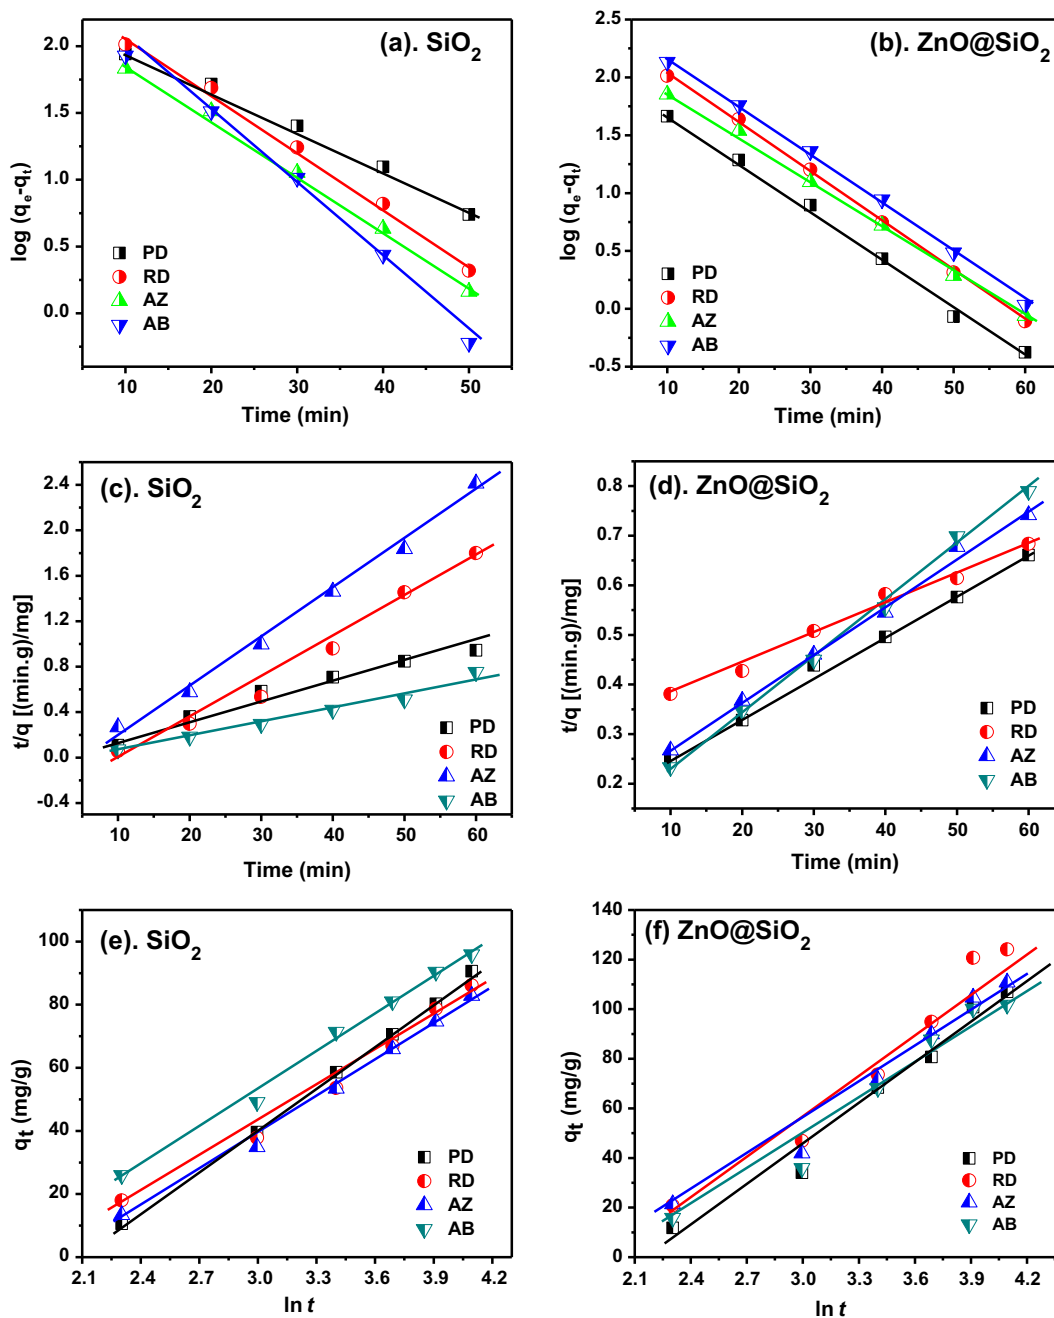 (a). SiO2
log (qe-qt)
2.0
1.5
1.0
0.5
0.0
PD
RD
AZ
AB
10 20 30 40 50
Time (min)
(b). ZnO@SiO2
log (qe-qt)
2.5
2.0
1.5
1.0
0.5
0.0
-0.5
PD
RD
AZ
AB
10 20 30 40 50 60
Time (min)
(c). SiO2
t/q [(min.g)/mg]
2.4
1.8
1.2
0.6
0.0
-0.4
PD
RD
AZ
AB
10 20 30 40 50 60
Time (min)
(d). ZnO@SiO2
t/q [(min.g)/mg]
0.8
0.7
0.6
0.5
0.4
0.3
0.2
PD
RD
AZ
AB
10 20 30 40 50 60
Time (min)
(e). SiO2
qt (mg/g)
100
80
60
40
20
0
PD
RD
AZ
AB
2.1 2.4 2.7 3.0 3.3 3.6 3.9 4.2
ln t
(f) ZnO@SiO2
qt (mg/g)
140
120
100
80
60
40
20
0
PD
RD
AZ
AB
2.1 2.4 2.7 3.0 3.3 3.6 3.9 4.2
ln t